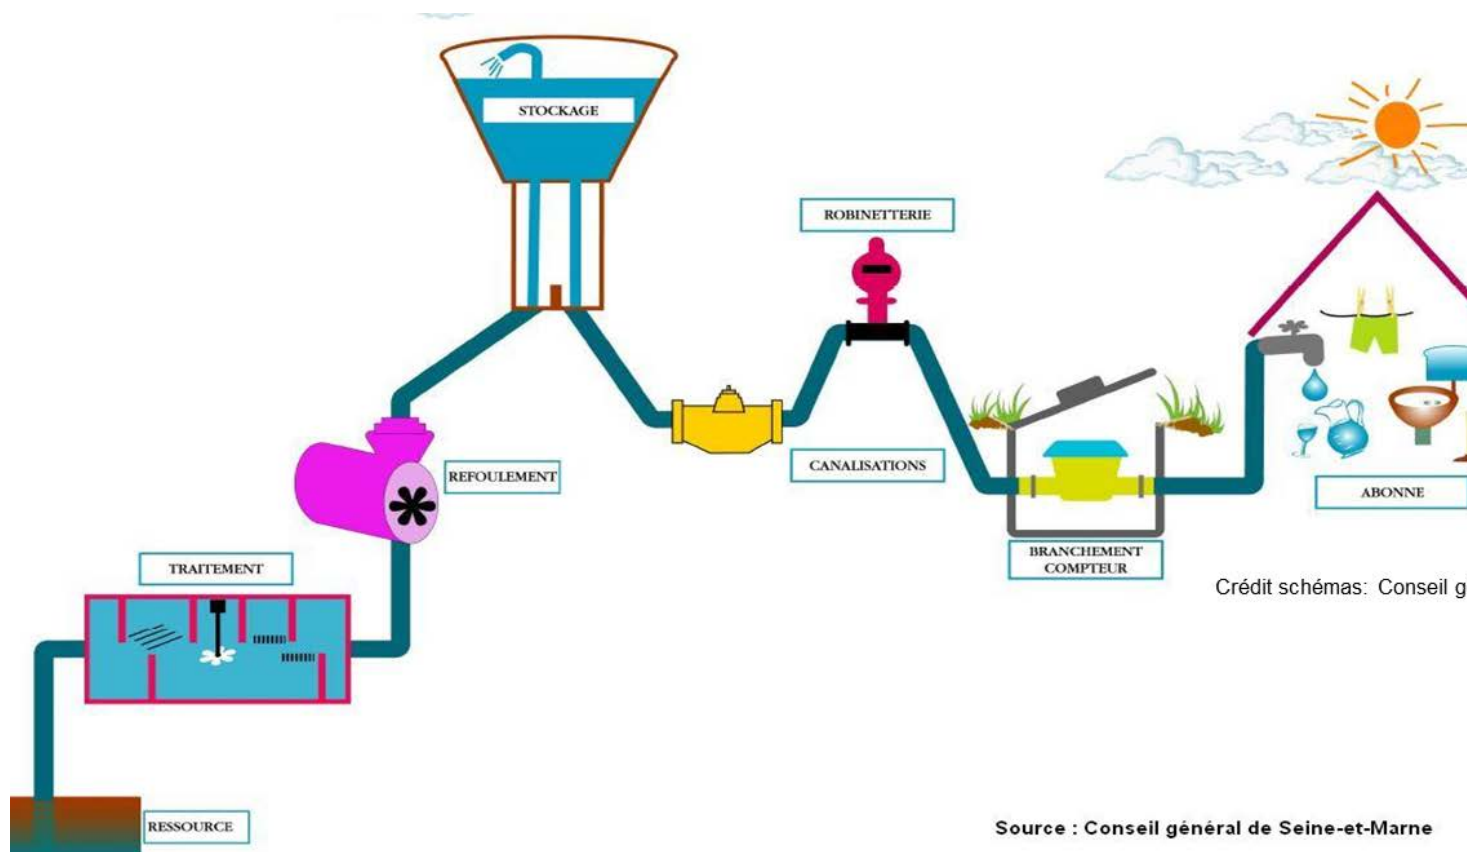 STOCKAGE
ROBINETTERIE
REFOULEMENT
CANALISATIONS
ABONNE
TRAITEMENT
BRANCHEMENT
COMPTEUR
Crédit schémas: Conseil g
RESSOURCE
Source : Conseil général de Seine-et-Marne